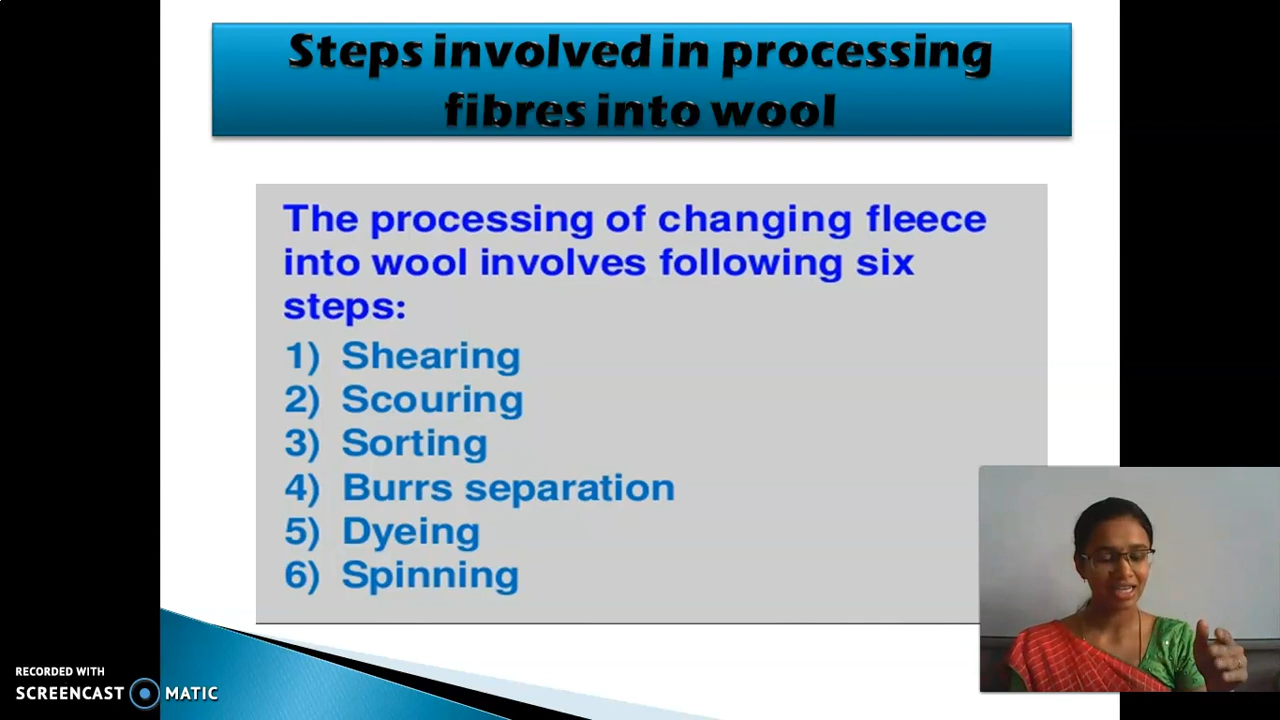 Steps involved in processing
fibres into wool
The processing of changing fleece
into wool involves following six
steps:
1) Shearing
2) Scouring
3) Sorting
4) Burrs separation
5) Dyeing
6) Spinning
RECORDED WITH
SCREENCAST MATIC